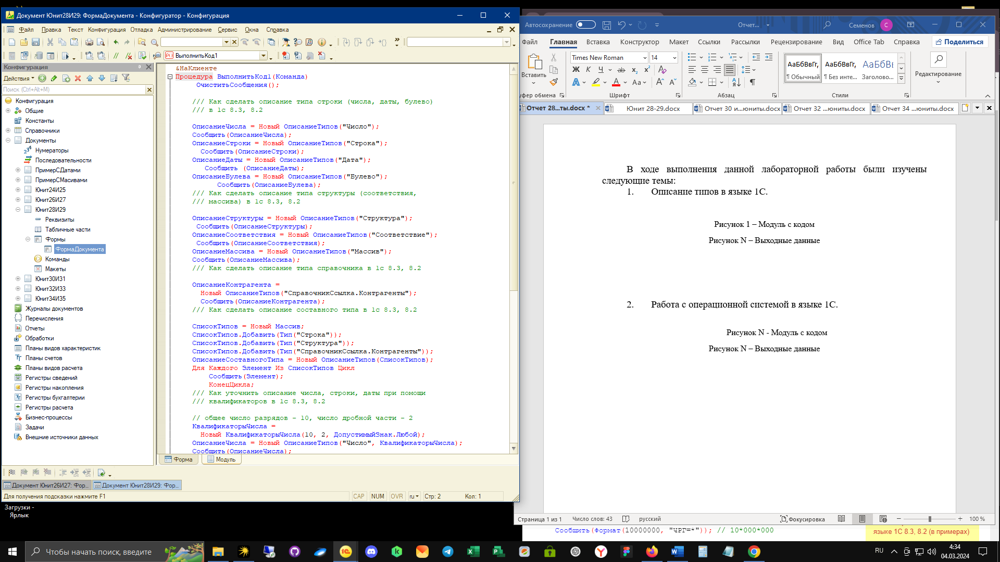 Документ Юнит28И29: ФормаДокумента - Конфигуратор - Конфигурация
Файл Правка Текст Конфигурация Отладка Администрирование Сервис Окна Справка
ВыполнитьКод1
Конфигурация
Действия
Поиск (Ctrl+Alt+M)
Конфигурация
Общие
Константы
Справочники
Документы
Нумераторы
Последовательности
ПримерСДатами
ПримерСМасивами
Юнит24И25
Юнит26И27
Юнит28И29
Реквизиты
Табличные части
Формы
ФормаДокумента
Команды
Макеты
Юнит30И31
Юнит32И33
Юнит34И35
Журналы документов
Перечисления
Отчеты
Обработки
Планы видов характеристик
Планы счетов
Планы видов расчета
Регистры сведений
Регистры накопления
Регистры бухгалтерии
Регистры расчета
Бизнес-процессы
Задачи
Внешние источники данных
&НаКлиенте
Процедура ВыполнитьКод1(Команда)
ОчиститьСообщения();
/// Как сделать описание типа строки (числа, даты, булево)
/// в 1с 8.3, 8.2
ОписаниеЧисла = Новый ОписаниеТипов("Число");
Сообщить(ОписаниеЧисла);
ОписаниеСтроки = Новый ОписаниеТипов("Строка");
Сообщить(ОписаниеСтроки);
ОписаниеДаты = Новый ОписаниеТипов("Дата");
Сообщить (ОписаниеДаты);
ОписаниеБулева = Новый ОписаниеТипов("Булево");
Сообщить(ОписаниеБулева);
/// Как сделать описание типа структуры (соответствия,
/// массива) в 1с 8.3, 8.2
ОписаниеСтруктуры = Новый ОписаниеТипов("Структура");
Сообщить(ОписаниеСтруктуры);
ОписаниеСоответствия = Новый ОписаниеТипов("Соответствие");
Сообщить(ОписаниеСоответствия);
ОписаниеМассива = Новый ОписаниеТипов("Массив");
Сообщить(ОписаниеМассива);
/// Как сделать описание типа справочника в 1с 8.3, 8.2
ОписаниеКонтрагента =
Новый ОписаниеТипов("СправочникСсылка.Контрагенты");
Сообщить(ОписаниеКонтрагента);
/// Как сделать описание составного типа в 1с 8.3, 8.2
СписокТипов = Новый Массив;
СписокТипов.Добавить(Тип("Строка"));
СписокТипов.Добавить(Тип("Структура"));
СписокТипов.Добавить(Тип("СправочникСсылка.Контрагенты"));
ОписаниеСоставногоТипа = Новый ОписаниеТипов(СписокТипов);
Для Каждого Элемент Из СписокТипов Цикл
Сообщить(Элемент);
КонецЦикла;
/// Как уточнить описание числа, строки, даты при помощи
/// квалификаторов в 1с 8.3, 8.2
// общее число разрядов - 10, число дробной части - 2
КвалификаторыЧисла =
Новый КвалификаторыЧисла(10, 2, ДопустимыйЗнак.Любой);
ОписаниеЧисла = Новый ОписаниеТипов("Число", КвалификаторыЧисла);
Сообщить(ОписаниеЧисла);
Форма Модуль
Документ Юнит26И27: Фор... Документ Юнит28И29: Фор...
Для получения подсказки нажмите F1 CAP NUM OVR ru Стр: 2 Кол: 1
Загрузки -
Ярлык
Автосохранение Отчет... Семенов С
Файл Главная Вставка Конструктор Макет Ссылки Рассылки Рецензирование Вид Office Tab Справка Поделиться
Вставить
Times New Roman 14
Ж К Ч ab x₂ x²
АаБбВвГг, АаБбВвГг, АаБбВ
¶ Обычный ¶ Без инте... Заголово...
Редактирование
уфер обмена Шрифт Абзац Стили
Отчет 28...ты.docx * Юнит 28-29.docx Отчет 30 и...юниты.docx Отчет 32 ...юниты.docx Отчет 34 ...юниты.docx
В ходе выполнения данной лабораторной работы были изучены
следующие темы:
1. Описание типов в языке 1С.
Рисунок 1 – Модуль с кодом
Рисунок N – Выходные данные
2. Работа с операционной системой в языке 1С.
Рисунок N - Модуль с кодом
Рисунок N – Выходные данные
Страница 1 из 1 Число слов: 43 русский Фокусировка 100 %
Сообщить(Формат(10000000, "ЧРГ=*")); // 10*000*000
языке 1С 8.3, 8.2 (в примерах)
Чтобы начать поиск, введите
RU
4:34
04.03.2024